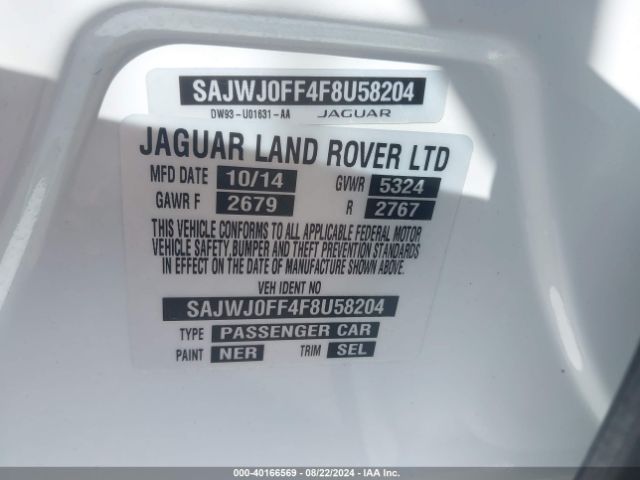 SAJWJ0FF4F8U58204
DW93-U01631-AA JAGUAR
JAGUAR LAND ROVER LTD
MFD DATE 10/14 GVWR 5324
GAWR F 2679 R 2767
THIS VEHICLE CONFORMS TO ALL APPLICABLE FEDERAL MOTOR
VEHICLE SAFETY BUMPER AND THEFT PREVENTION STANDARDS
IN EFFECT ON THE DATE OF MANUFACTURE SHOWN ABOVE.
VEH IDENT NO
SAJWJ0FF4F8U58204
TYPE PASSENGER CAR
PAINT NER TRIM SEL
000-40166569 - 08/22/2024 - IAAI.COM